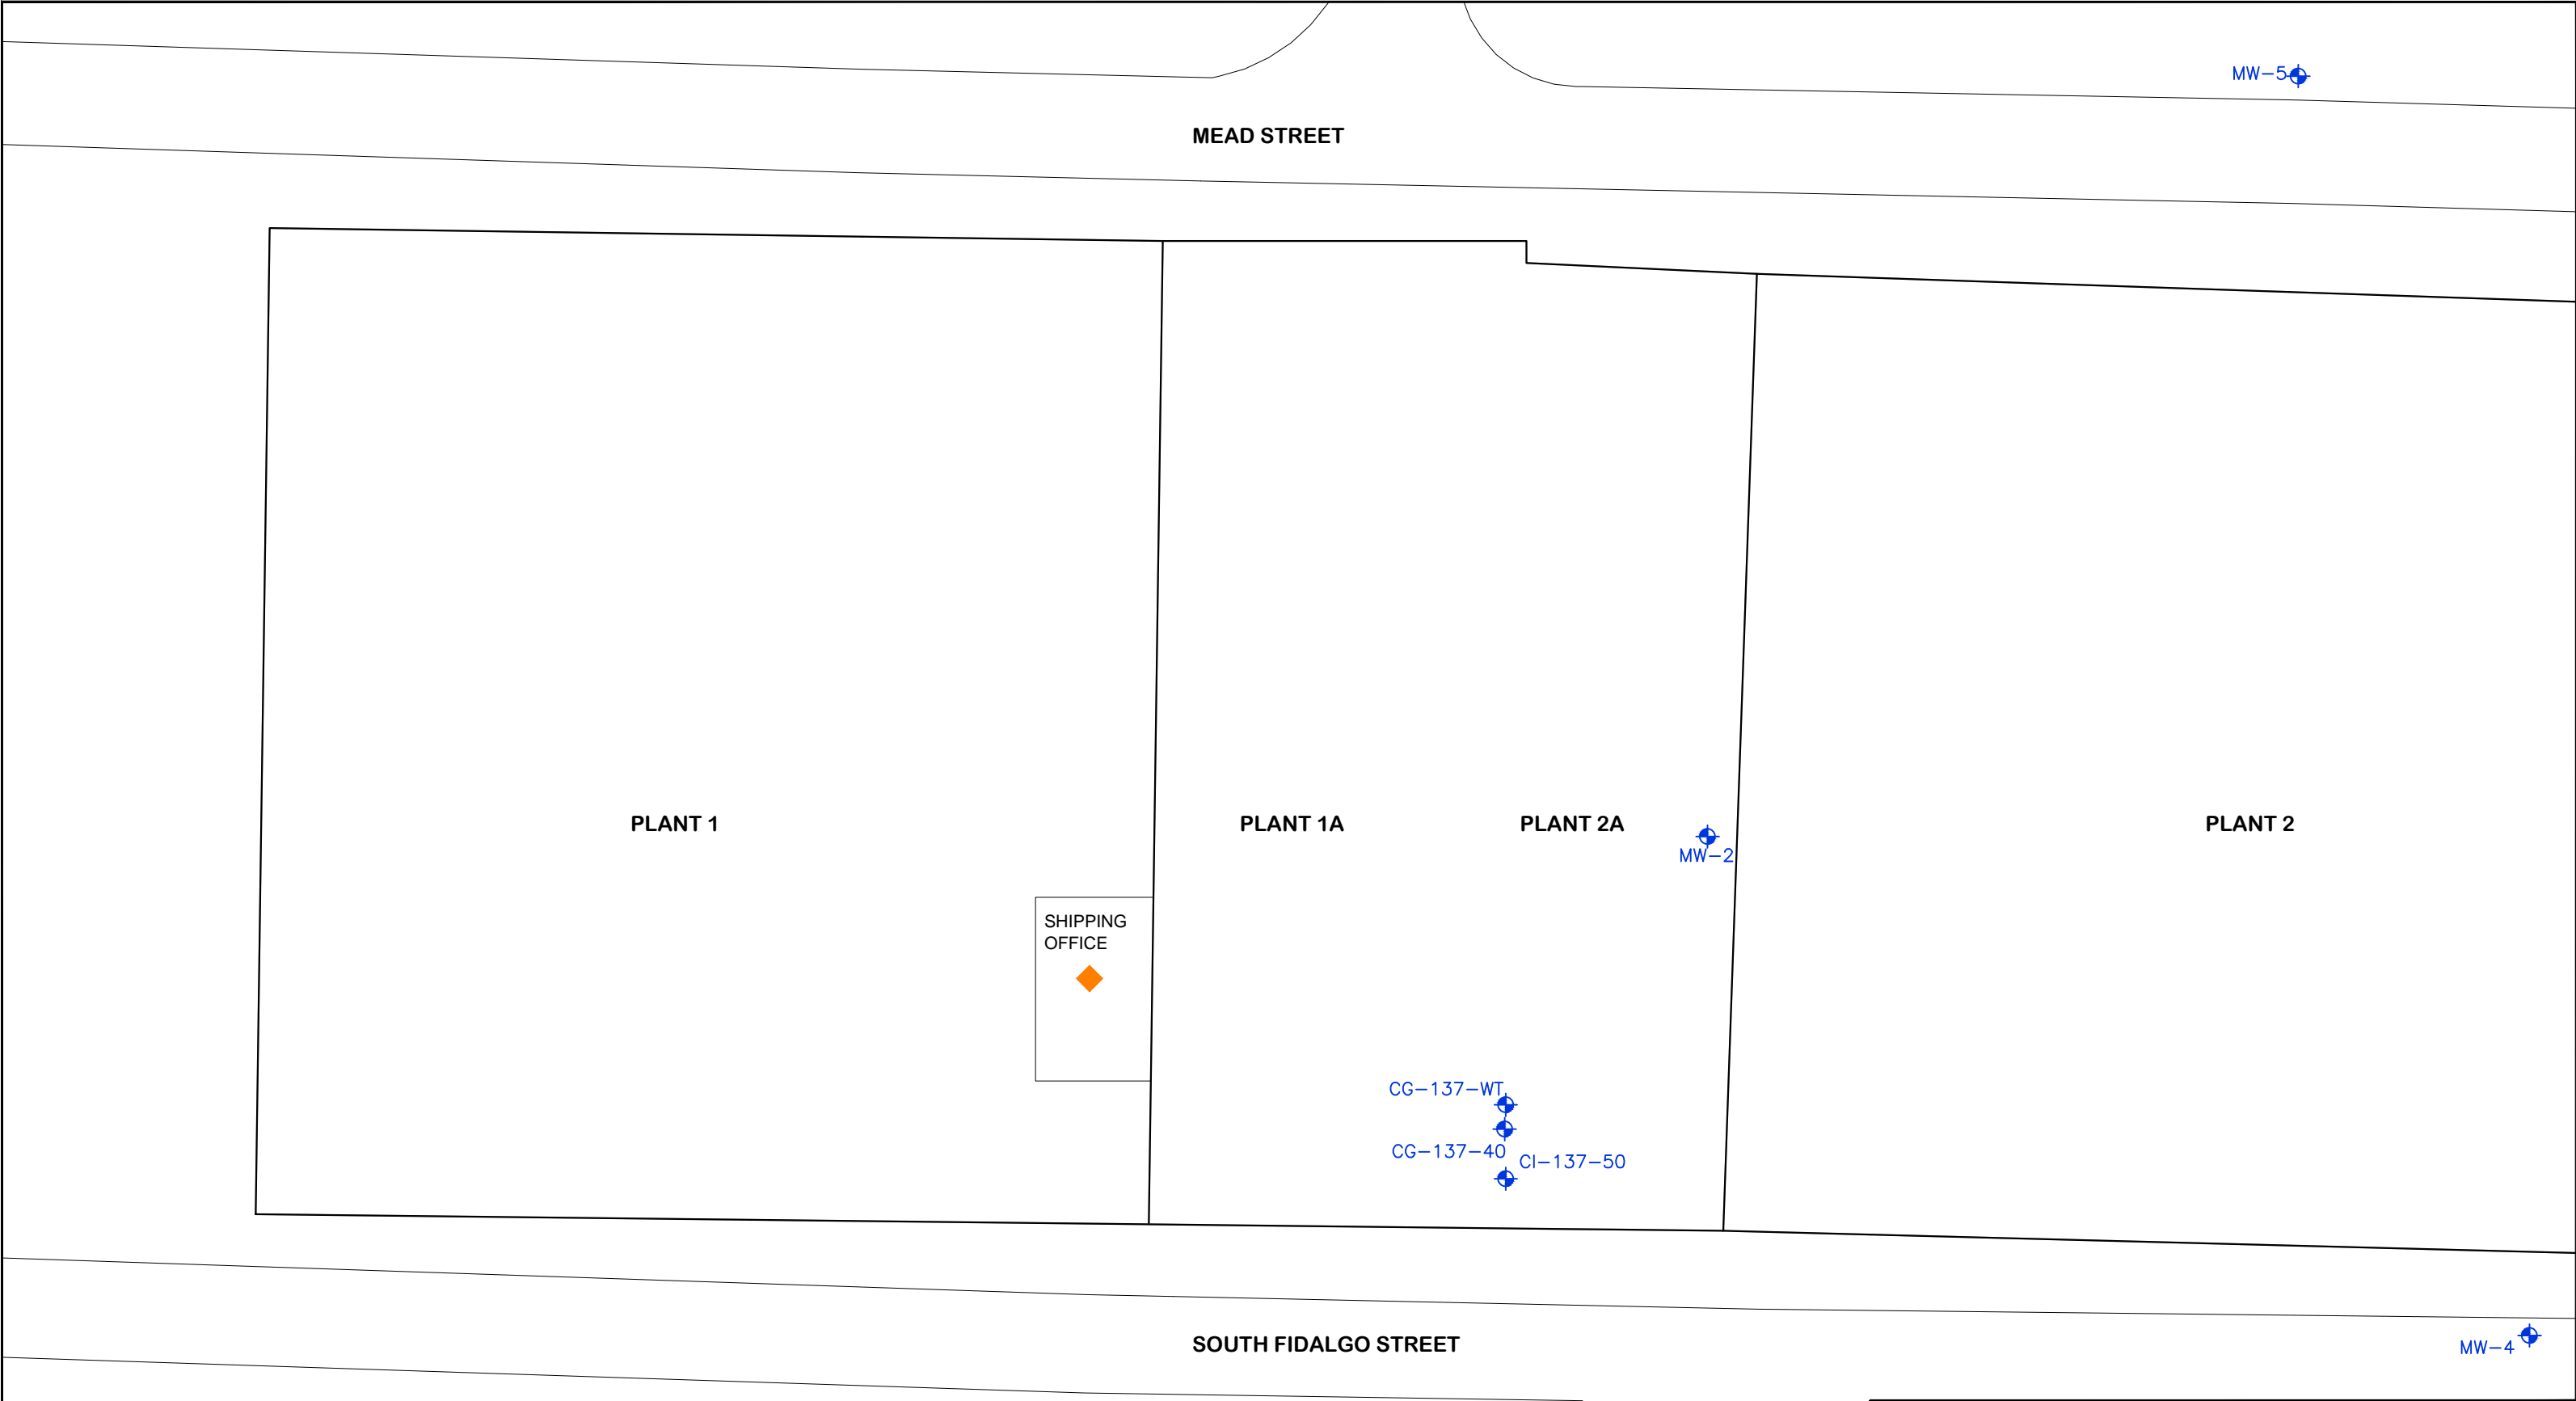 MW-5
MEAD STREET
PLANT 1
PLANT 1A
PLANT 2A
PLANT 2
MW-2
SHIPPING
OFFICE
CG-137-WT
CG-137-40
CI-137-50
SOUTH FIDALGO STREET
MW-4